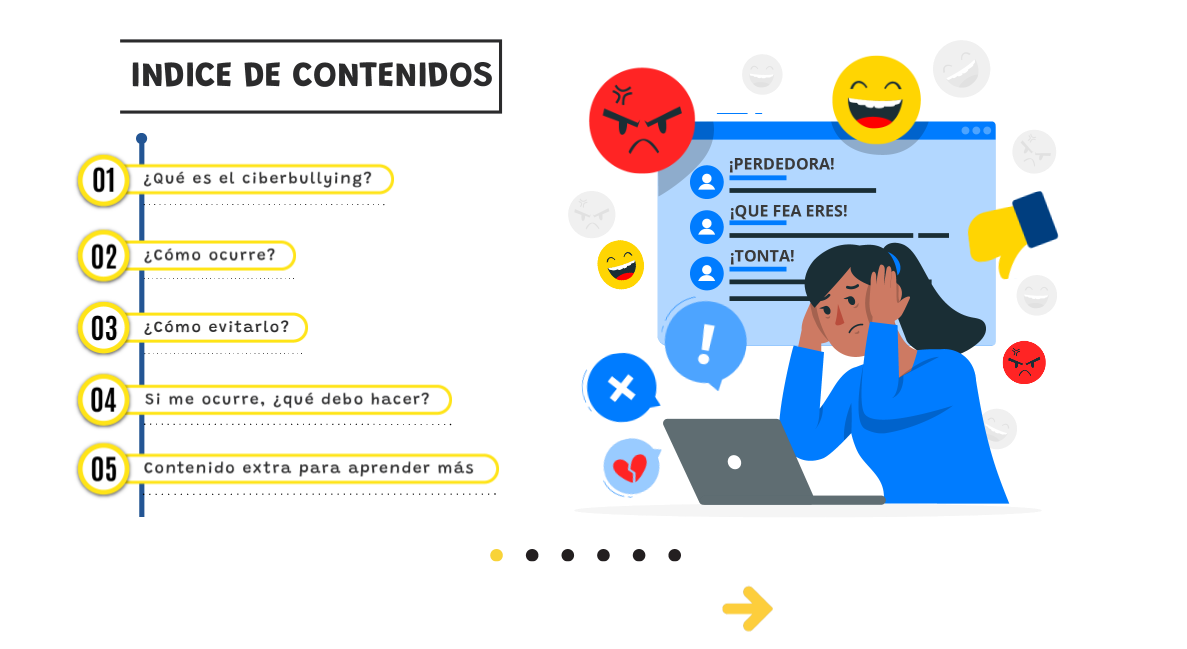 INDICE DE CONTENIDOS
01 ¿Qué es el ciberbullying?
02 ¿Cómo ocurre?
03 ¿Cómo evitarlo?
04 Si me ocurre, ¿qué debo hacer?
05 Contenido extra para aprender más
¡PERDEDORA!
¡QUE FEA ERES!
¡TONTA!
!